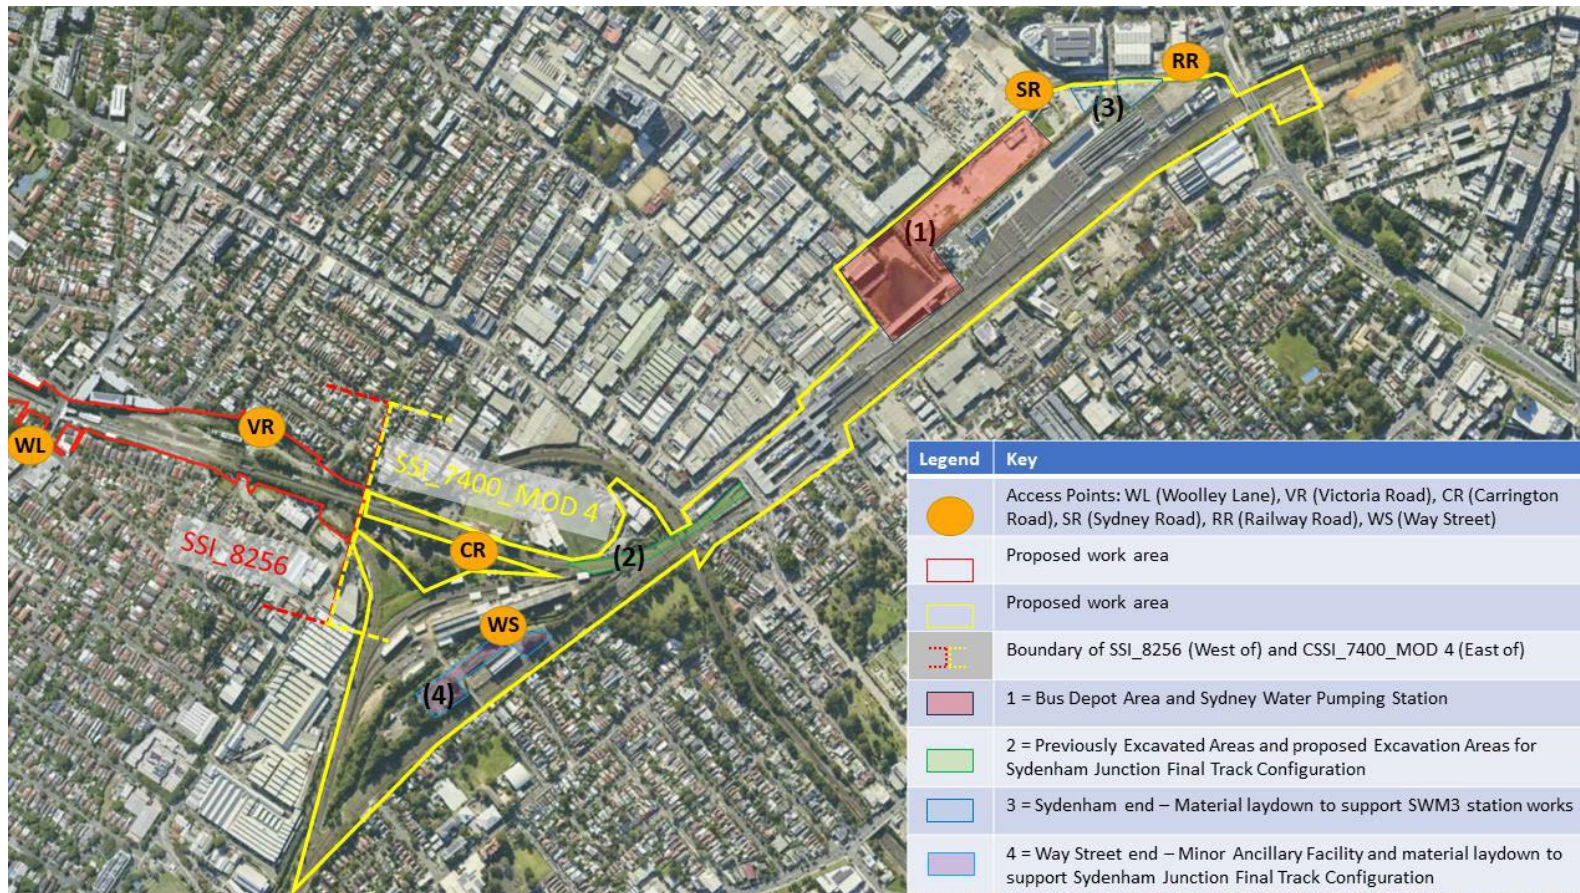 RR
SR
(3)
(1)
VR
WL
SSI_7400_MOD 4
SSI_8256
CR
(2)
WS
(4)
Legend Key
Access Points: WL (Woolley Lane), VR (Victoria Road), CR (Carrington
Road), SR (Sydney Road), RR (Railway Road), WS (Way Street)
Proposed work area
Proposed work area
Boundary of SSI_8256 (West of) and CSSI_7400_MOD 4 (East of)
1 = Bus Depot Area and Sydney Water Pumping Station
2 = Previously Excavated Areas and proposed Excavation Areas for
Sydenham Junction Final Track Configuration
3 = Sydenham end – Material laydown to support SWM3 station works
4 = Way Street end – Minor Ancillary Facility and material laydown to
support Sydenham Junction Final Track Configuration